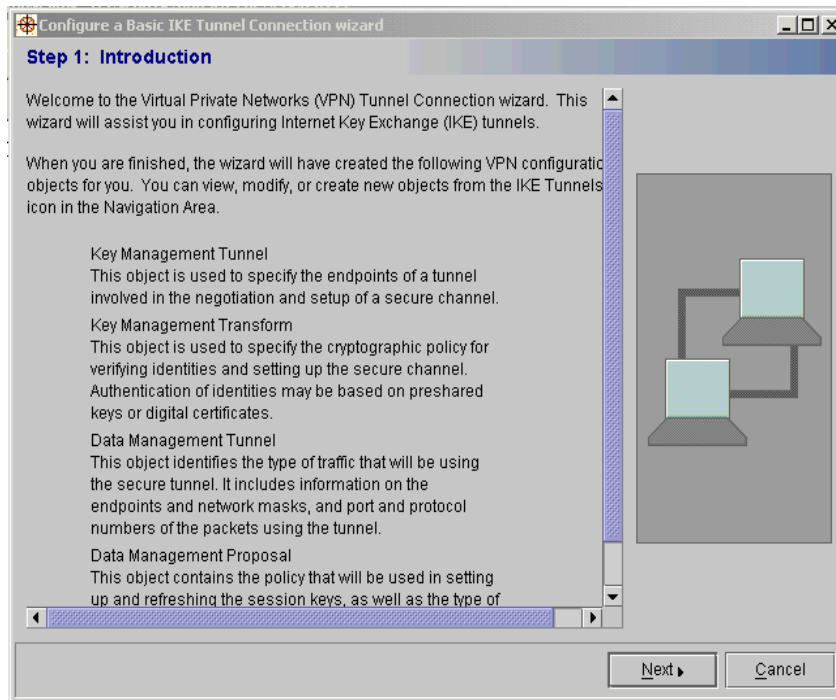 Configure a Basic IKE Tunnel Connection wizard
Step 1: Introduction
Welcome to the Virtual Private Networks (VPN) Tunnel Connection wizard. This
wizard will assist you in configuring Internet Key Exchange (IKE) tunnels.
When you are finished, the wizard will have created the following VPN configuratio
objects for you. You can view, modify, or create new objects from the IKE Tunnels
icon in the Navigation Area.
Key Management Tunnel
This object is used to specify the endpoints of a tunnel
involved in the negotiation and setup of a secure channel.
Key Management Transform
This object is used to specify the cryptographic policy for
verifying identities and setting up the secure channel.
Authentication of identities may be based on preshared
keys or digital certificates.
Data Management Tunnel
This object identifies the type of traffic that will be using
the secure tunnel. It includes information on the
endpoints and network masks, and port and protocol
numbers of the packets using the tunnel.
Data Management Proposal
This object contains the policy that will be used in setting
up and refreshing the session keys, as well as the type of
Next
Cancel